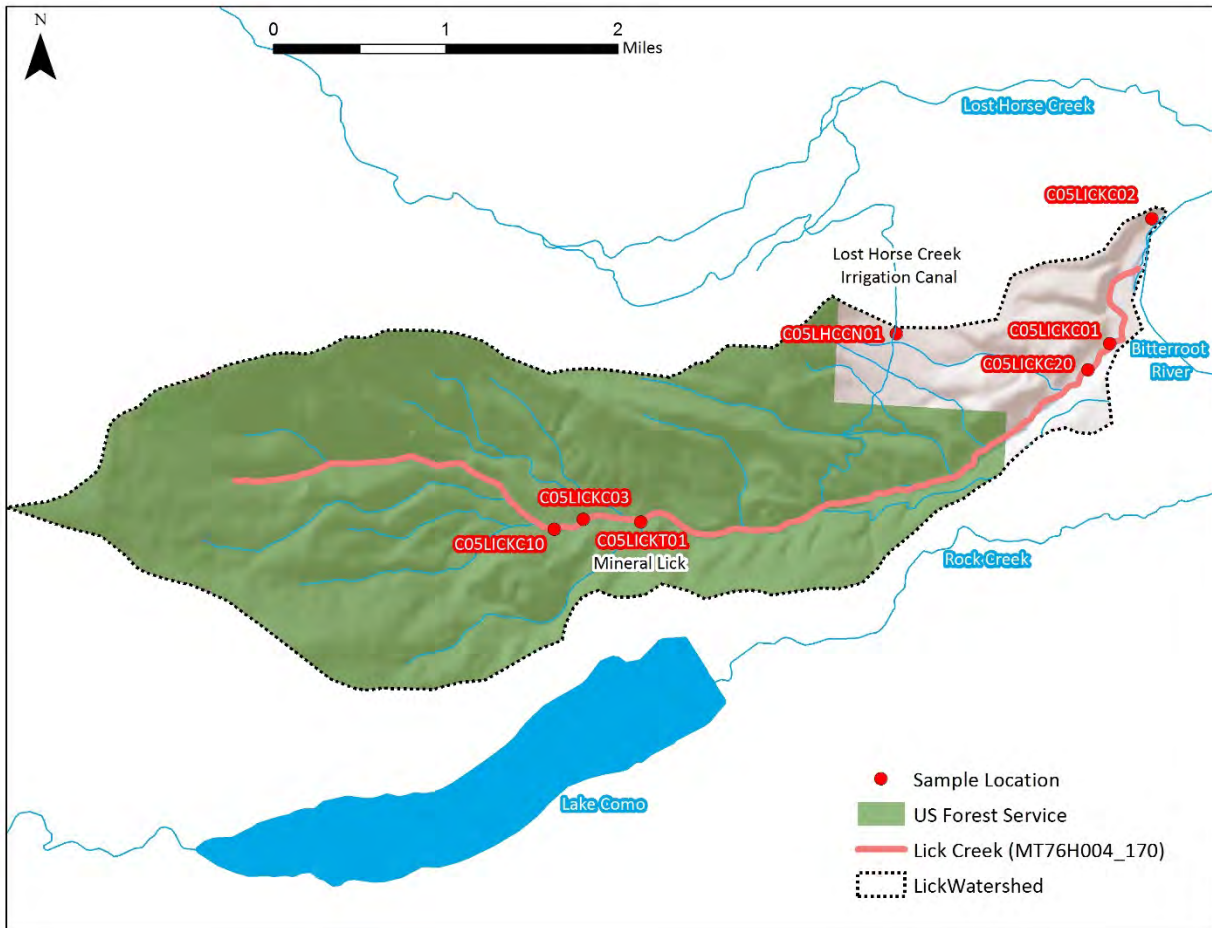 N
0 1 2
Miles
Lost Horse Creek
C05LICKC02
Lost Horse Creek
Irrigation Canal
C05LHCCN01
C05LICKC01
C05LICKC20
Bitterroot
River
C05LICKC03
C05LICKC10
C05LICKT01
Mineral Lick
Rock Creek
Lake Como
Sample Location
US Forest Service
Lick Creek (MT76H004_170)
LickWatershed